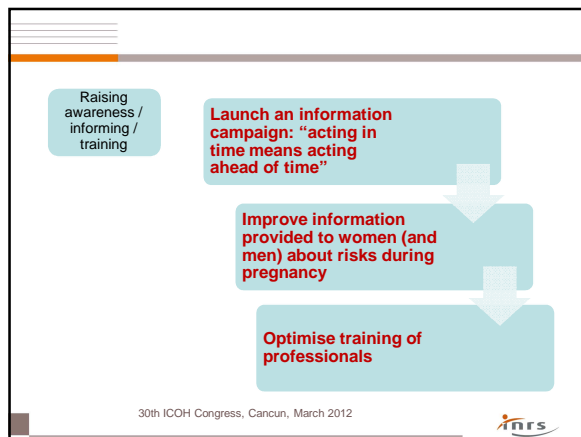 Raising
awareness /
informing /
training
Launch an information
campaign: “acting in
time means acting
ahead of time”
Improve information
provided to women (and
men) about risks during
pregnancy
Optimise training of
professionals
30th ICOH Congress, Cancun, March 2012
inrs